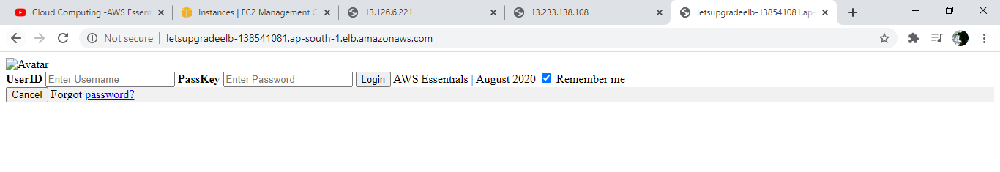 Cloud Computing -AWS Essent
Instances | EC2 Management C
13.126.6.221
13.233.138.108
letsupgradeelb-138541081.ap-
Not secure
letsupgradeelb-138541081.ap-south-1.elb.amazonaws.com
Avatar
UserID Enter Username PassKey Enter Password Login AWS Essentials | August 2020 Remember me
Cancel Forgot password?